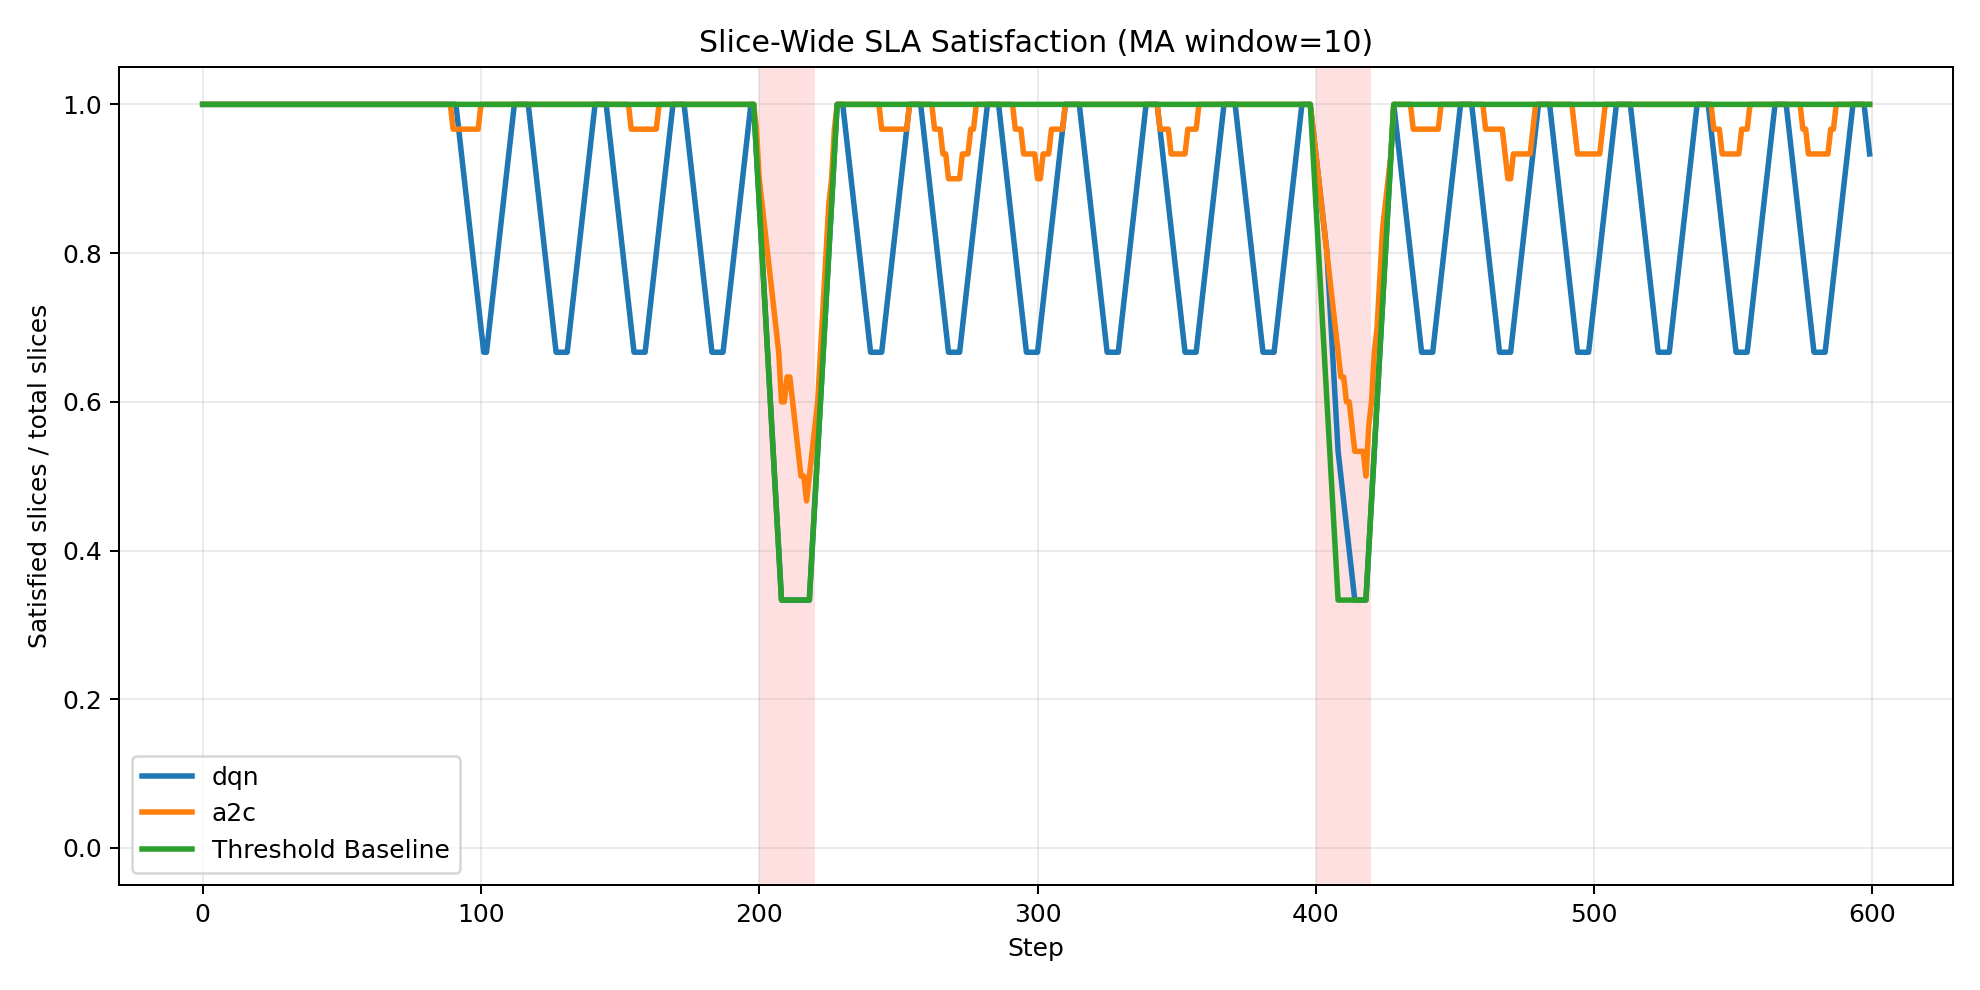 Slice-Wide SLA Satisfaction (MA window=10)
Satisfied slices / total slices
1.0
0.8
0.6
0.4
0.2
0.0
dqn
a2c
Threshold Baseline
0
100
200
300
400
500
600
Step